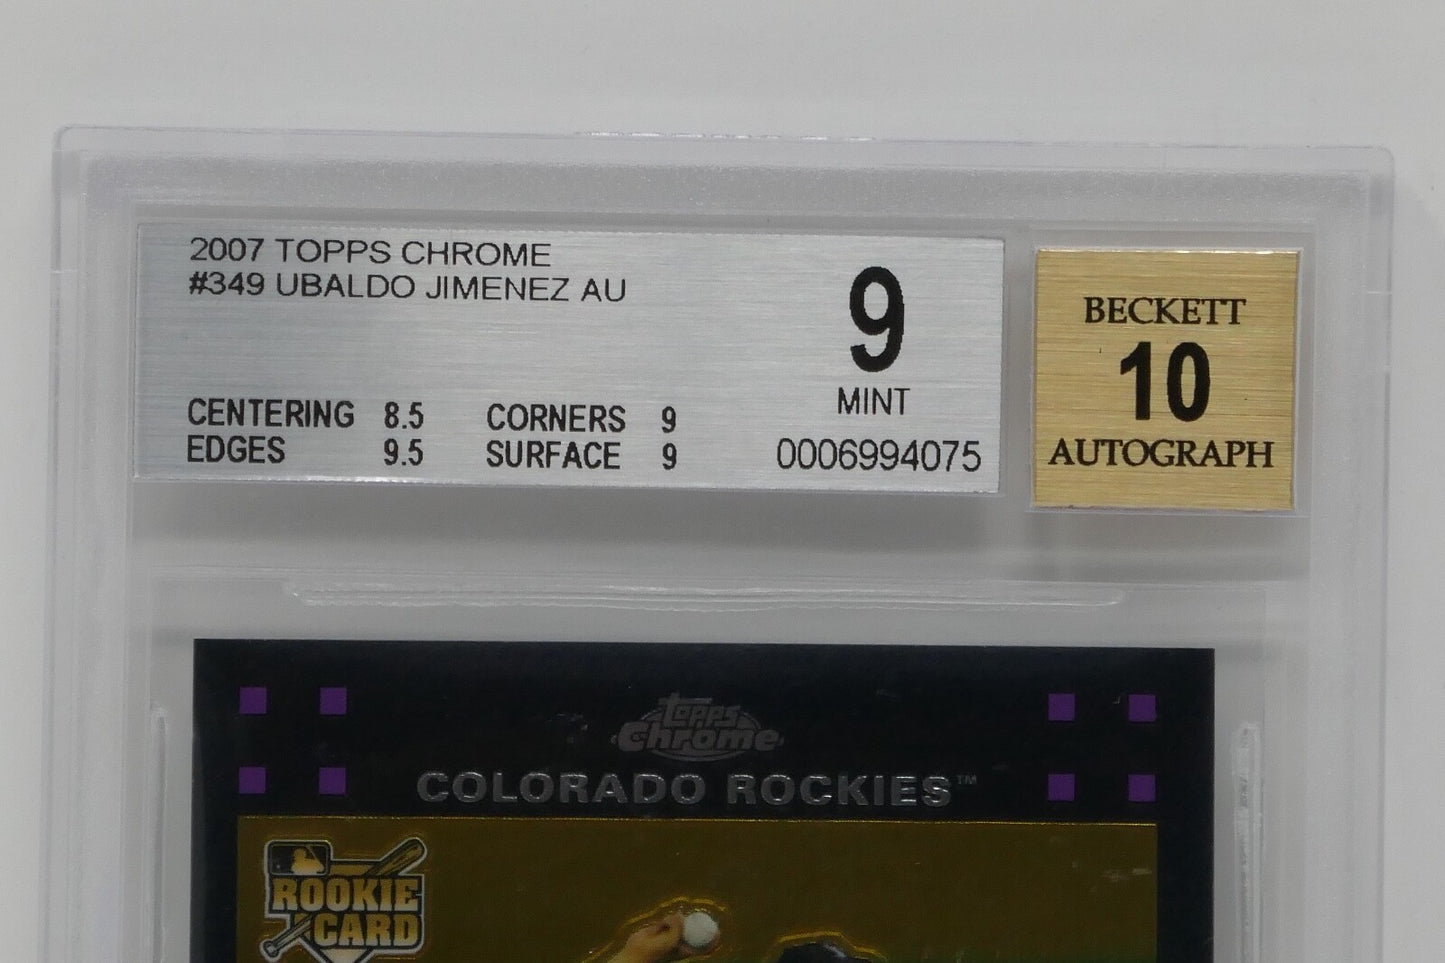 2007 TOPPS CHROME
#349 UBALDO JIMENEZ AU
9
MINT
CENTERING 8.5 CORNERS 9
EDGES 9.5 SURFACE 9
0006994075
BECKETT
10
AUTOGRAPH
Topps
Chrome
COLORADO ROCKIES™
ROOKIE
CARD